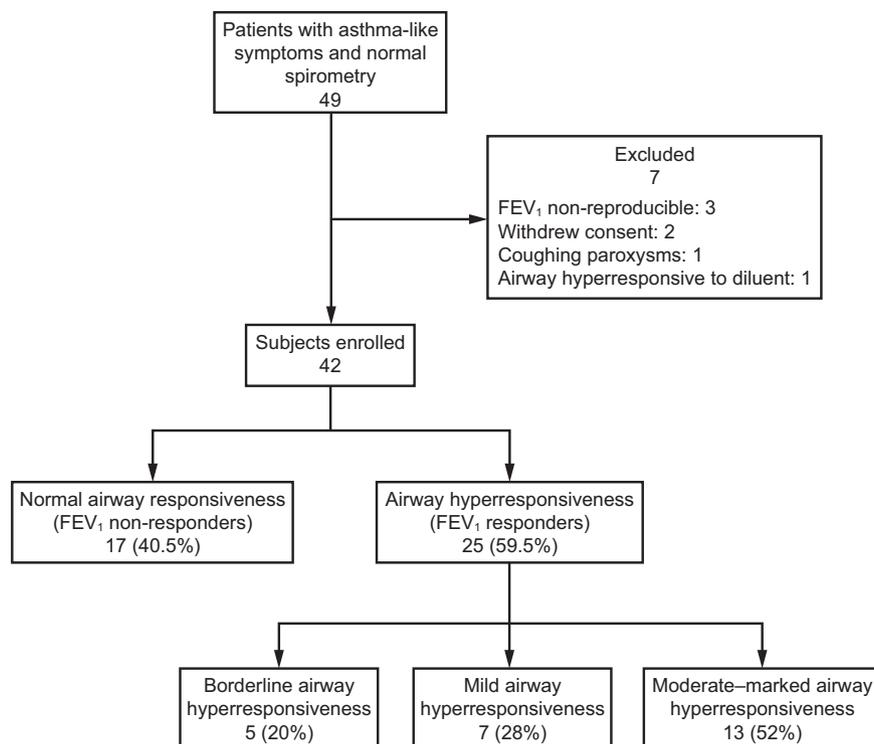 Patients with asthma-like
symptoms and normal
spirometry
49
Excluded
7
FEV₁ non-reproducible: 3
Withdrew consent: 2
Coughing paroxysms: 1
Airway hyperresponsive to diluent: 1
Subjects enrolled
42
Normal airway responsiveness
(FEV₁ non-responders)
17 (40.5%)
Airway hyperresponsiveness
(FEV₁ responders)
25 (59.5%)
Borderline airway
hyperresponsiveness
5 (20%)
Mild airway
hyperresponsiveness
7 (28%)
Moderate–marked airway
hyperresponsiveness
13 (52%)